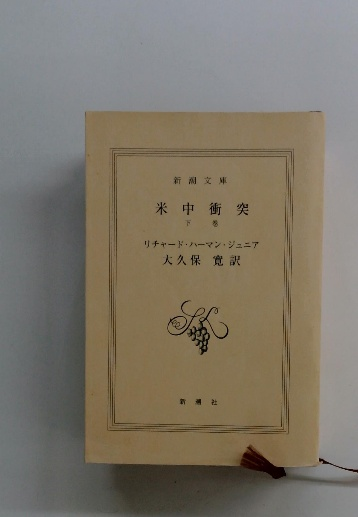 新潮文庫
米中衝突
下巻
リチャード・ハーマン・ジュニア
大久保 寛訳
新潮社